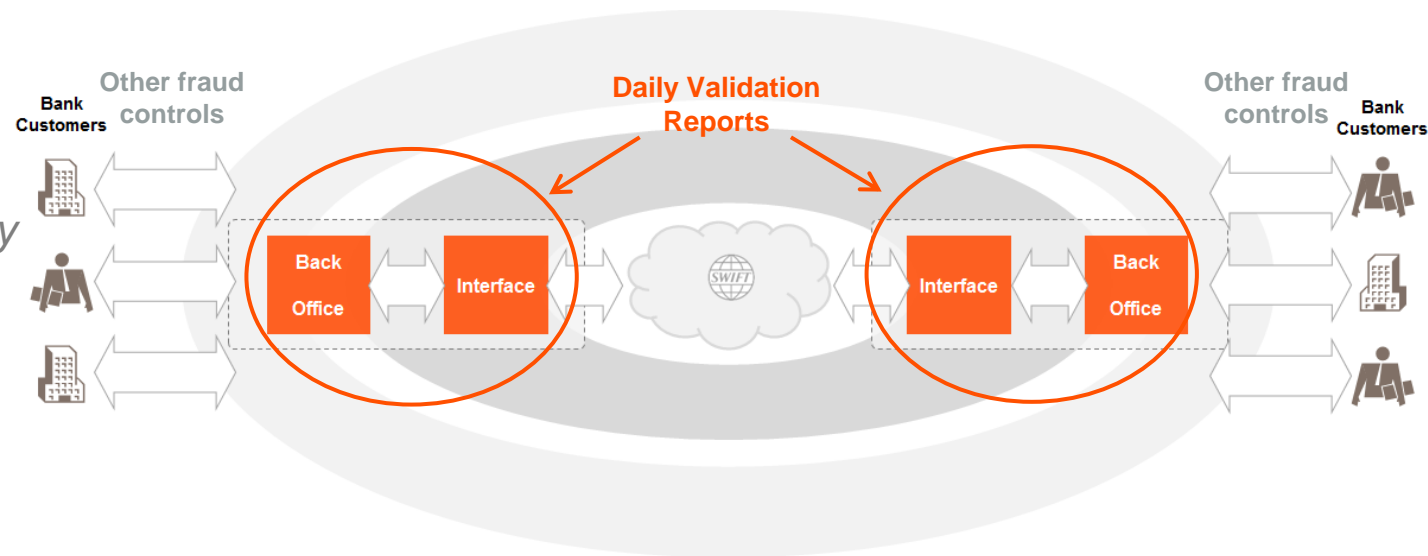 Other fraud
controls
Bank
Customers
Daily Validation
Reports
Other fraud
controls
Bank
Customers
y
Back
Office
Interface
SWIFT
Interface
Back
Office